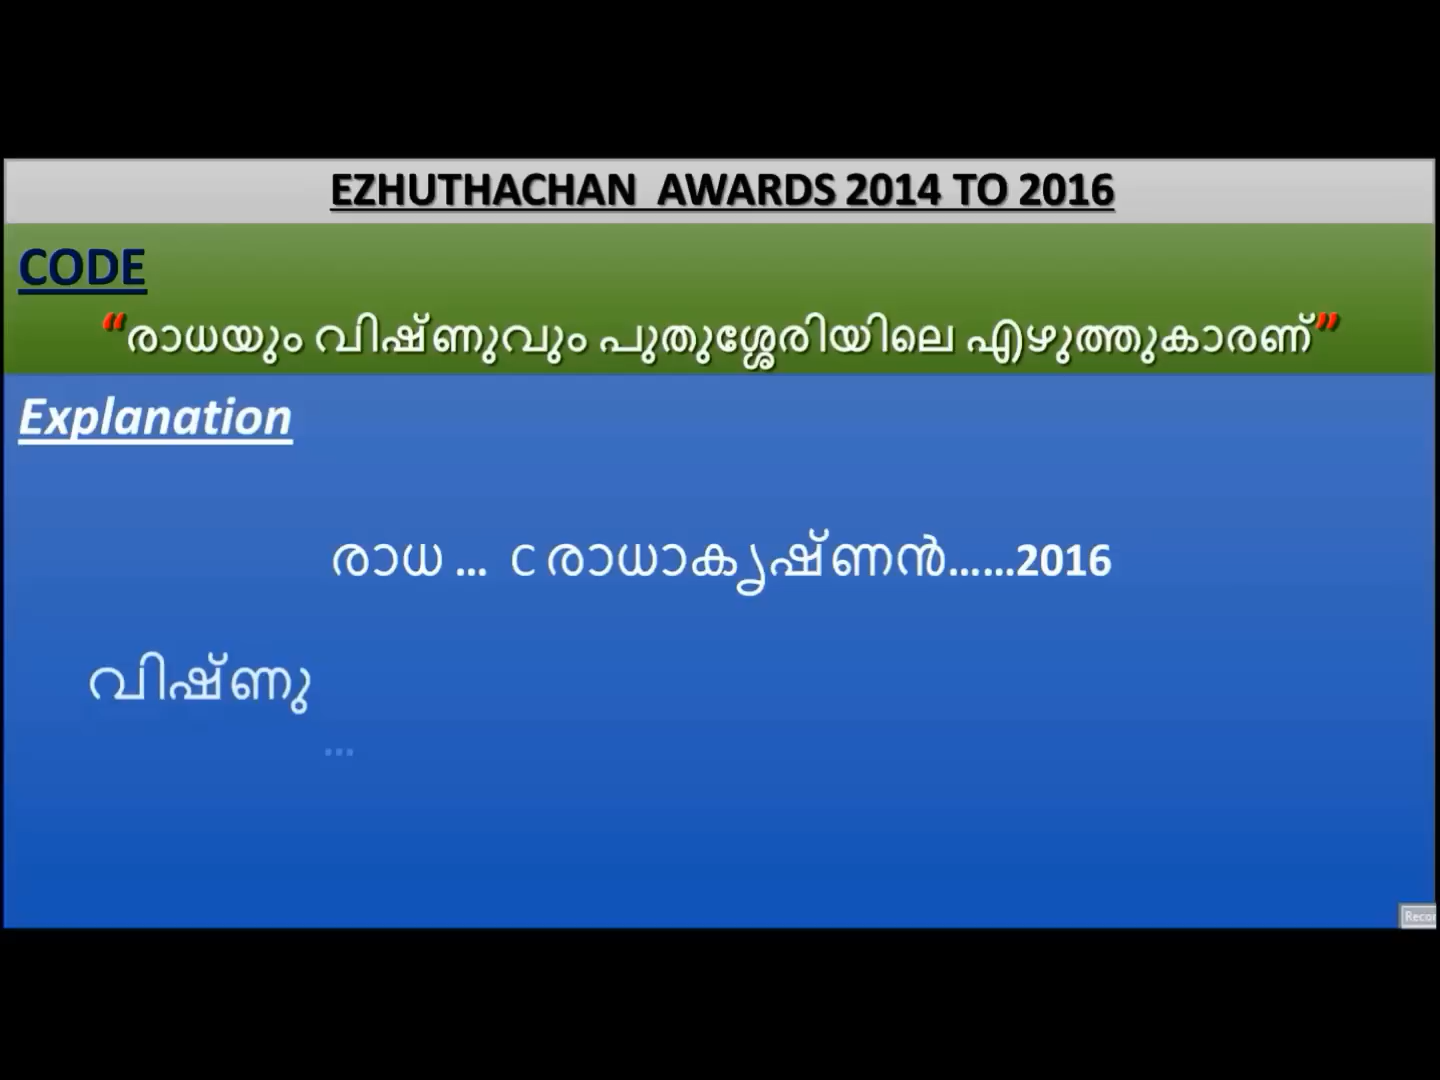 EZHUTHACHAN AWARDS 2014 TO 2016
CODE
“രാധയും വിഷ്ണുവും പുതുശ്ശേരിയിലെ എഴുത്തുകാരണ്”
Explanation
രാധ ... C രാധാകൃഷ്ണൻ......2016
വിഷ്ണു
...